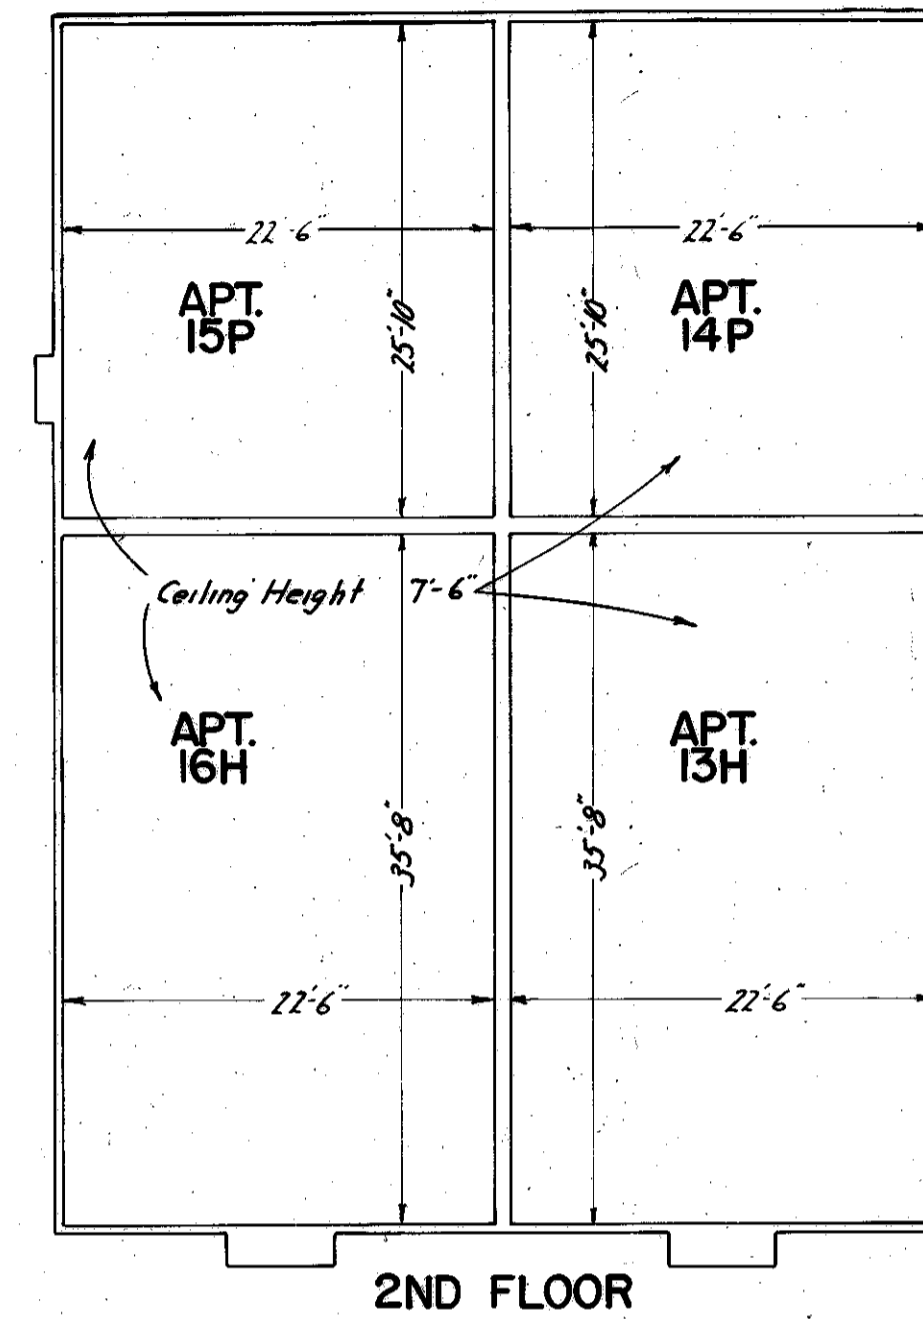 22'-6"
22'-6"
APT.
15P
25'-10"
25'-10"
APT.
14P
Ceiling Height 7'-6"
APT.
16H
APT.
13H
35'-8"
35'-8"
22'-6"
22'-6"
2ND FLOOR